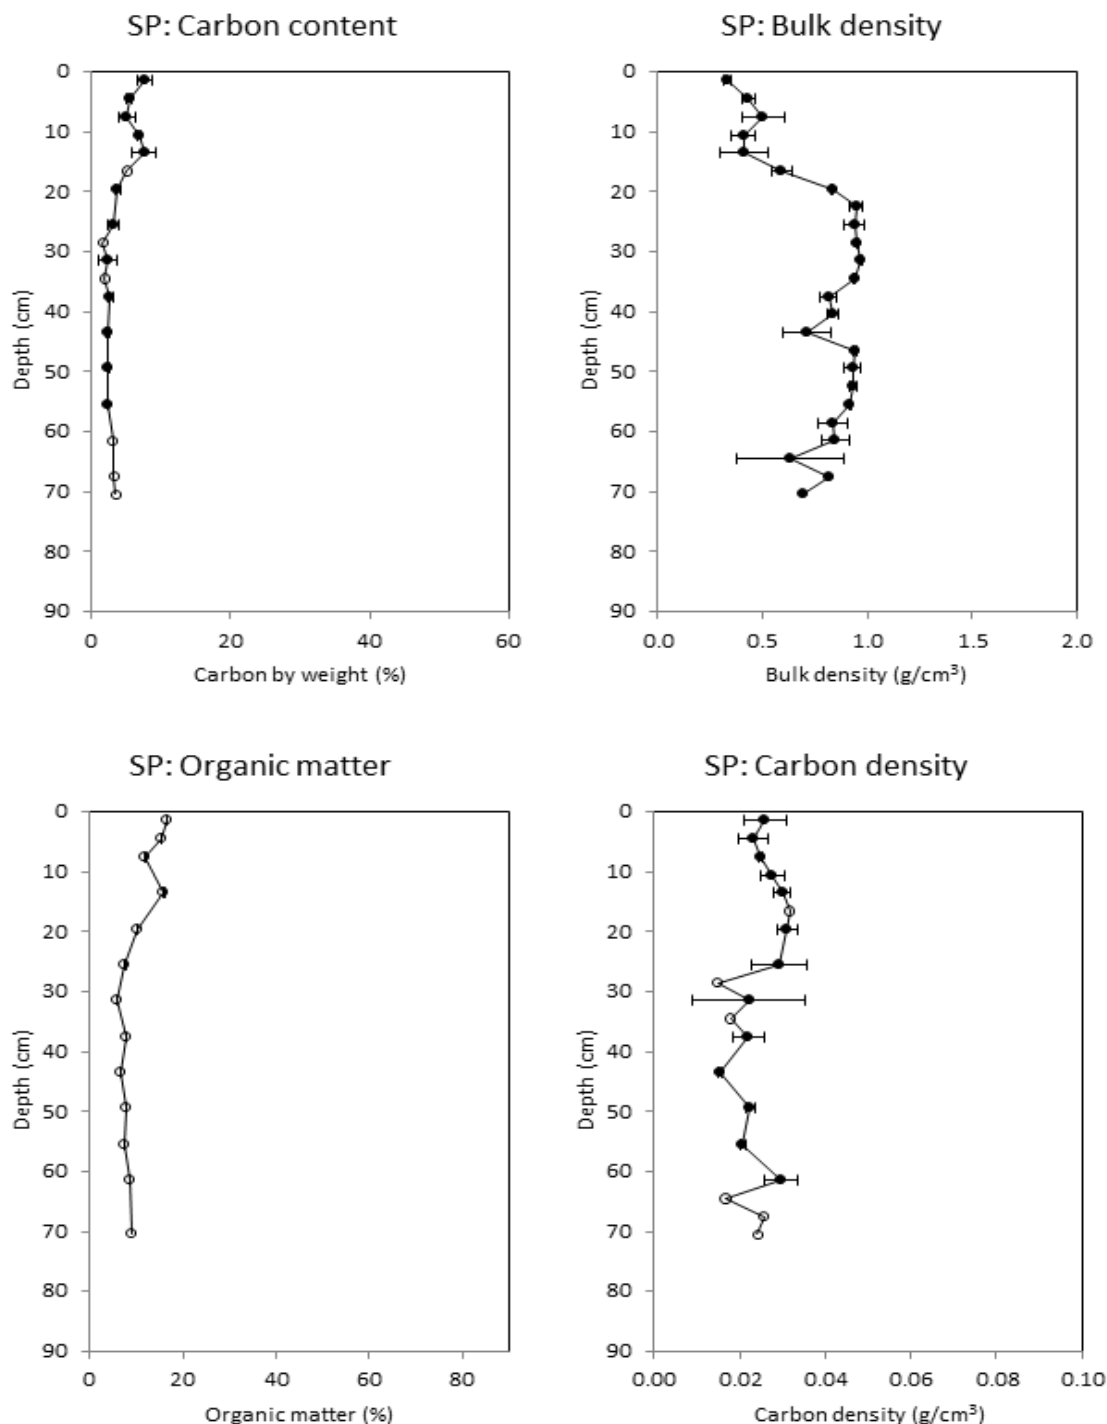 SP: Carbon content
0
10
20
30
40
50
60
70
80
90
Depth (cm)
0 20 40 60
Carbon by weight (%)
SP: Bulk density
0
10
20
30
40
50
60
70
80
90
Depth (cm)
0.0 0.5 1.0 1.5 2.0
Bulk density (g/cm³)
SP: Organic matter
0
10
20
30
40
50
60
70
80
90
Depth (cm)
0 20 40 60 80
Organic matter (%)
SP: Carbon density
0
10
20
30
40
50
60
70
80
90
Depth (cm)
0.00 0.02 0.04 0.06 0.08 0.10
Carbon density (g/cm³)